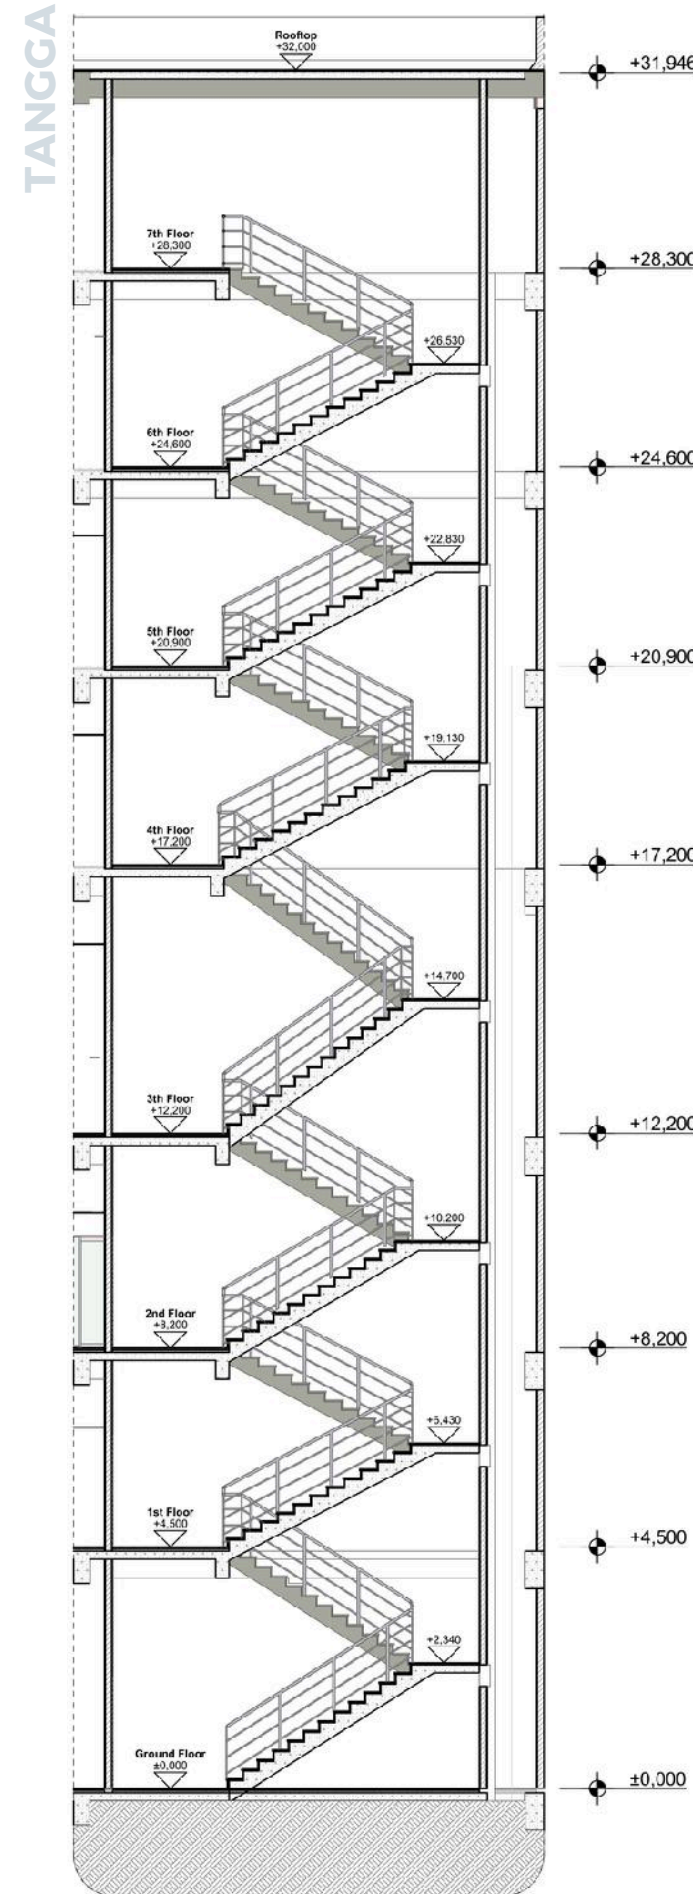 TANGGA
Rooftop
+32,000
+31,946
7th Floor
+28,300
+28,300
+26.530
6th Floor
+24,600
+24,600
+22.830
5th Floor
+20,900
+20,900
+19,130
4th Floor
+17,200
+17,200
+14,700
3th Floor
+12,200
+12,200
+10.200
2nd Floor
+8,200
+8,200
1st Floor
+4,500
+4,500
+2,340
Ground Floor
±0,000
±0,000